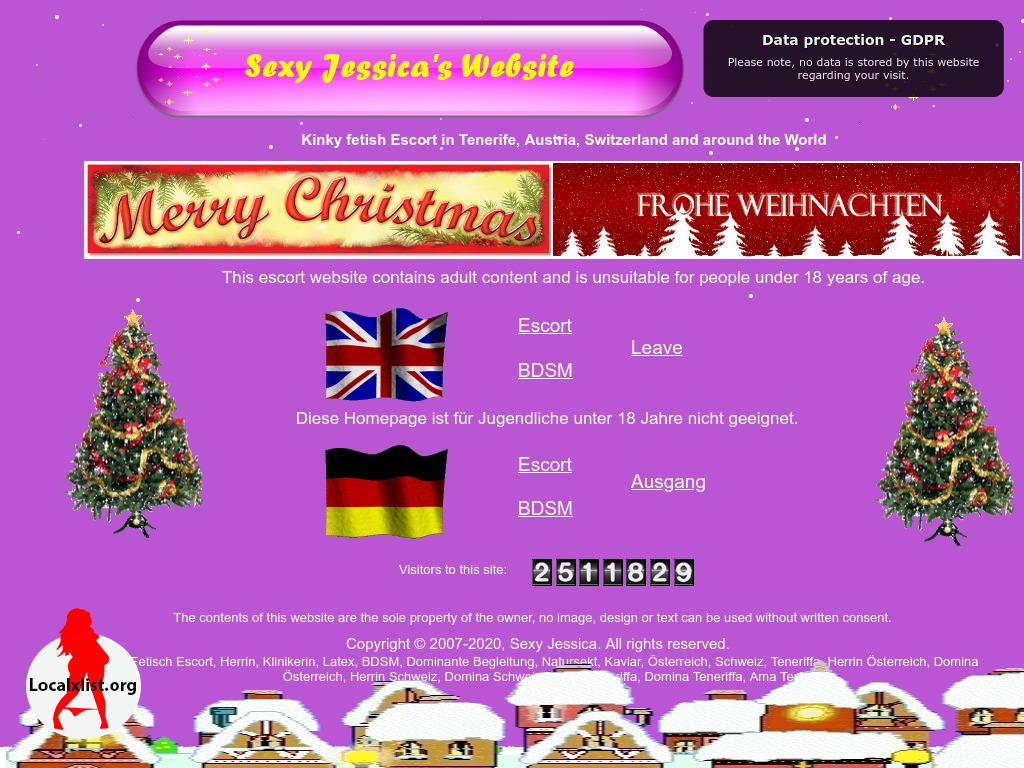 Sexy Jessica's Website
Data protection - GDPR
Please note, no data is stored by this website
regarding your visit.
Kinky fetish Escort in Tenerife, Austria, Switzerland and around the World
Merry Christmas
FROHE WEIHNACHTEN
This escort website contains adult content and is unsuitable for people under 18 years of age.
Escort
Leave
BDSM
Diese Homepage ist für Jugendliche unter 18 Jahre nicht geeignet.
Escort
Ausgang
BDSM
Visitors to this site:
2511829
The contents of this website are the sole property of the owner, no image, design or text can be used without written consent.
Copyright © 2007-2020, Sexy Jessica. All rights reserved.
Fetisch Escort, Herrin, Klinikerin, Latex, BDSM, Dominante Begleitung, Natursekt, Kaviar, Österreich, Schweiz, Teneriffa, Herrin Österreich, Domina
Österreich, Herrin Schweiz, Domina Domina Teneriffa, Ama
Localxlist.org